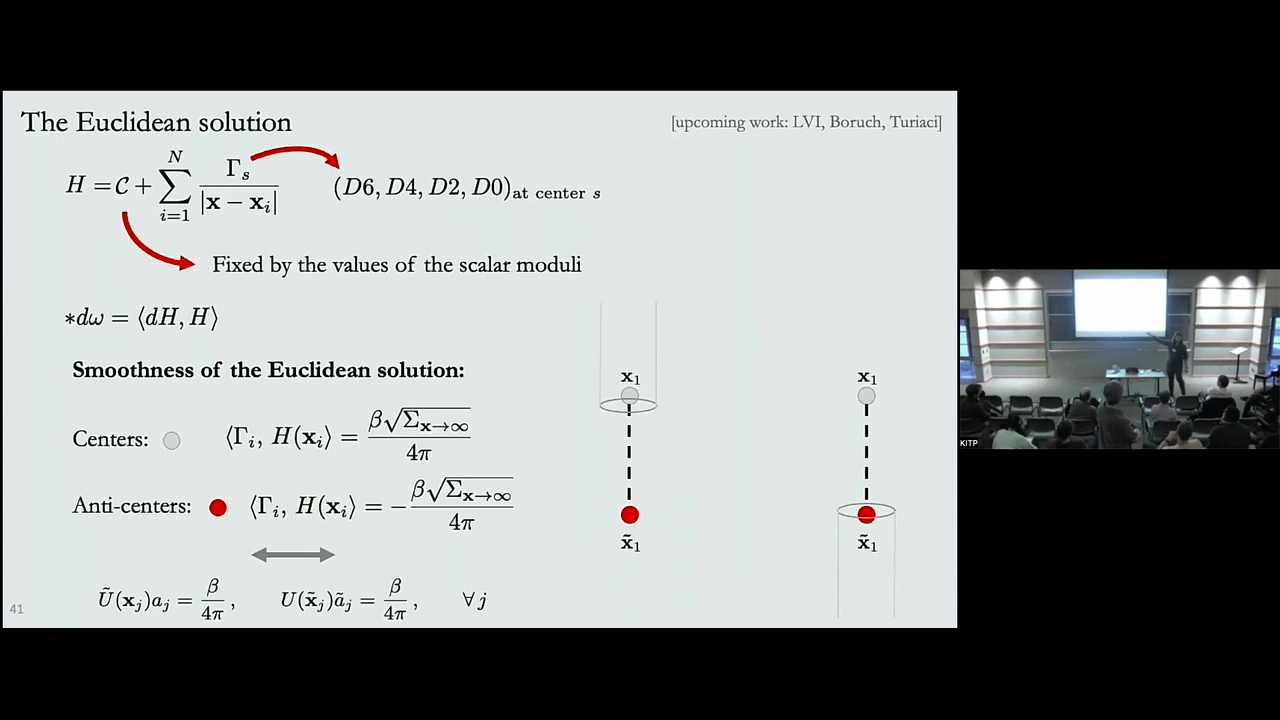 The Euclidean solution
[upcoming work: LVI, Boruch, Turiaci]
H = 𝒞 + ∑_{i=1}^{N} Γ_s / |x − x_i|
(D6, D4, D2, D0)_{at center s}
Fixed by the values of the scalar moduli
∗dω = ⟨dH, H⟩
Smoothness of the Euclidean solution:
Centers: ⟨Γ_i, H(x_i⟩ = β√Σ_{x→∞} / 4π
Anti-centers: ⟨Γ_i, H(x_i⟩ = − β√Σ_{x→∞} / 4π
Ũ(x_j)a_j = β/4π , U(x̃_j)ã_j = β/4π , ∀ j
x_1
x̃_1
x_1
x̃_1
41
KITP